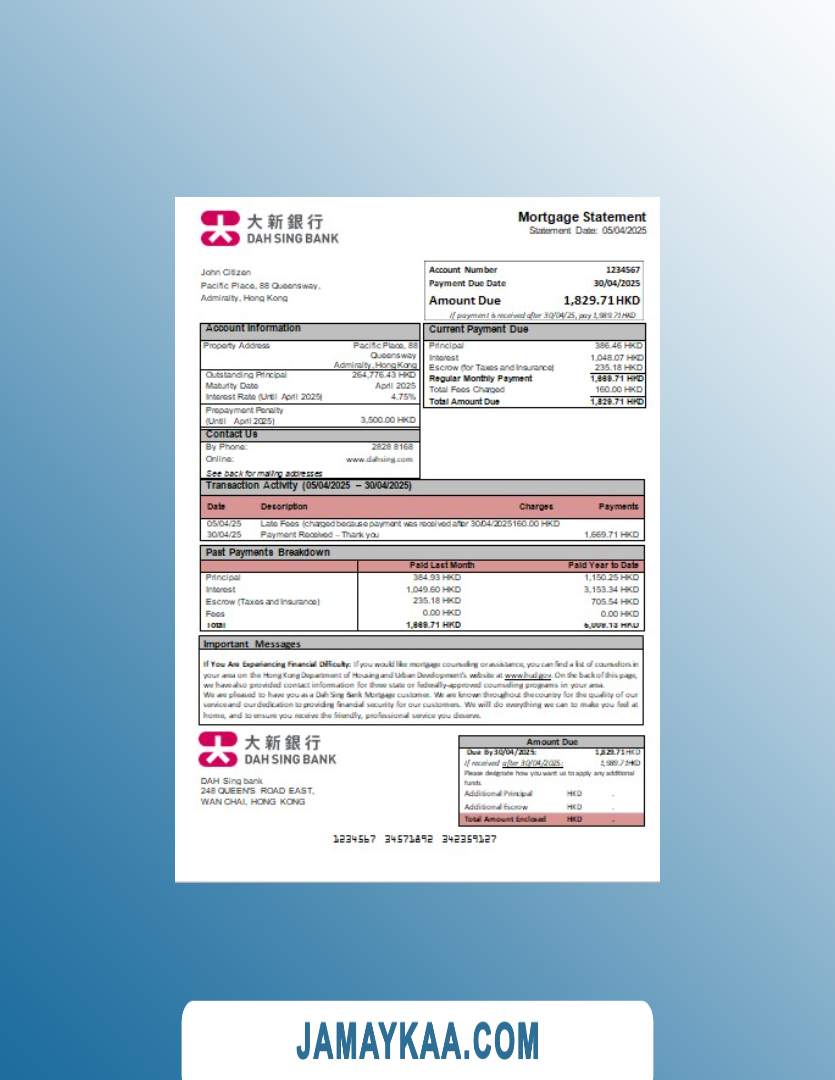 大新銀行
DAH SING BANK
Mortgage Statement
Statement Date: 05/04/2025
John Citizen
Pacific Place, 88 Queensway,
Admiralty, Hong Kong
Account Number 1234567
Payment Due Date 30/04/2025
Amount Due 1,829.71HKD
If payment is received after 30/04/25, pay 1,989.71HKD
Account Information
Property Address Pacific Place, 88
Queensway
Admiralty, Hong Kong
Outstanding Principal 264,776.43 HKD
Maturity Date April 2025
Interest Rate (Until April 2025) 4.75%
Prepayment Penalty
(Until April 2025) 3,500.00 HKD
Contact Us
By Phone: 2828 8168
Online: www.dahsing.com
See back for mailing addresses
Current Payment Due
Principal 386.46 HKD
Interest 1,048.07 HKD
Escrow (for Taxes and Insurance) 235.18 HKD
Regular Monthly Payment 1,669.71 HKD
Total Fees Charged 160.00 HKD
Total Amount Due 1,829.71 HKD
Transaction Activity (05/04/2025 – 30/04/2025)
Date Description Charges Payments
05/04/25 Late Fees (charged because payment was received after 30/04/2025160.00 HKD
30/04/25 Payment Received – Thank you 1,669.71 HKD
Past Payments Breakdown
Paid Last Month Paid Year to Date
Principal 384.93 HKD 1,150.25 HKD
Interest 1,049.60 HKD 3,153.34 HKD
Escrow (Taxes and Insurance) 235.18 HKD 705.54 HKD
Fees 0.00 HKD 0.00 HKD
Total 1,669.71 HKD 5,009.13 HKD
Important Messages
If You Are Experiencing Financial Difficulty: If you would like mortgage counseling or assistance, you can find a list of counselors in
your area on the Hong Kong Department of Housing and Urban Development's website at www.hud.gov. On the back of this page,
we have also provided contact information for three state or federally-approved counseling programs in your area.
We are pleased to have you as a Dah Sing Bank Mortgage customer. We are known throughout the country for the quality of our
service and our dedication to providing financial security for our customers. We will do everything we can to make you feel at
home, and to ensure you receive the friendly, professional service you deserve.
大新銀行
DAH SING BANK
DAH Sing bank
248 QUEEN'S ROAD EAST,
WAN CHAI, HONG KONG
Amount Due
Due By 30/04/2025: 1,829.71HKD
If received after 30/04/2025: 1,989.71HKD
Please designate how you want us to apply any additional
funds.
Additional Principal HKD .
Additional Escrow HKD .
Total Amount Enclosed HKD .
1234567 34571892 342359127
JAMAYKAA.COM